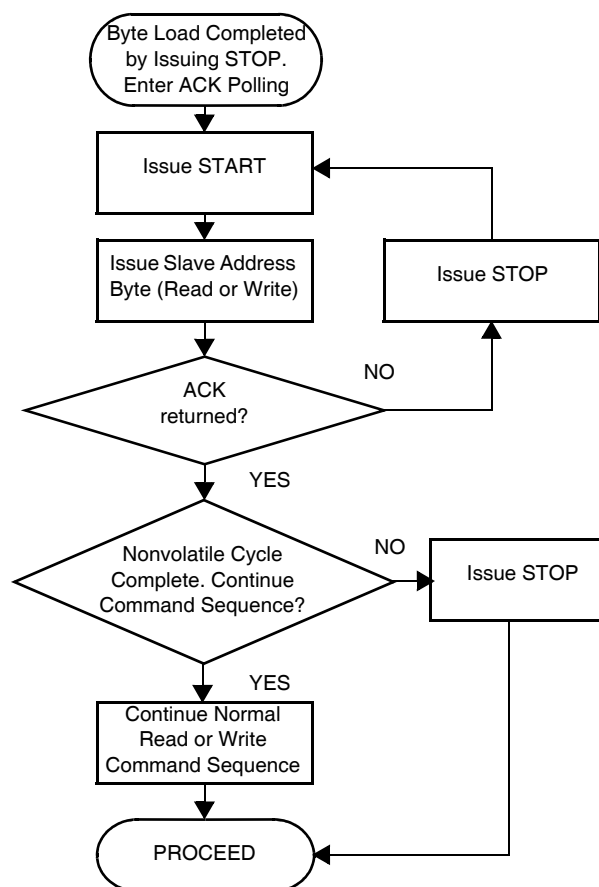 Byte Load Completed
by Issuing STOP.
Enter ACK Polling
Issue START
Issue Slave Address
Byte (Read or Write)
Issue STOP
ACK
returned?
NO
YES
Nonvolatile Cycle
Complete. Continue
Command Sequence?
NO
Issue STOP
YES
Continue Normal
Read or Write
Command Sequence
PROCEED